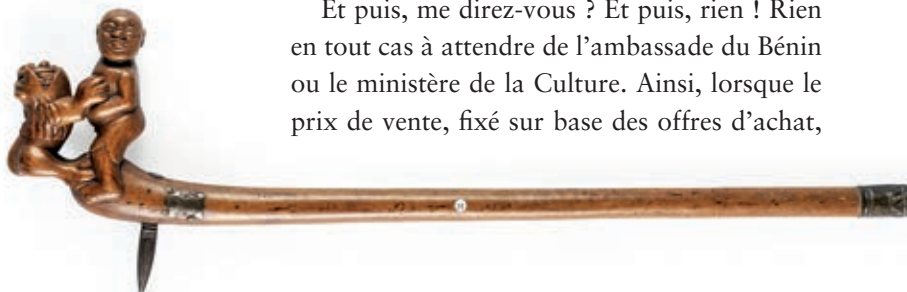 Et puis, me direz-vous ? Et puis, rien ! Rien
en tout cas à attendre de l’ambassade du Bénin
ou le ministère de la Culture. Ainsi, lorsque le
prix de vente, fixé sur base des offres d’achat,